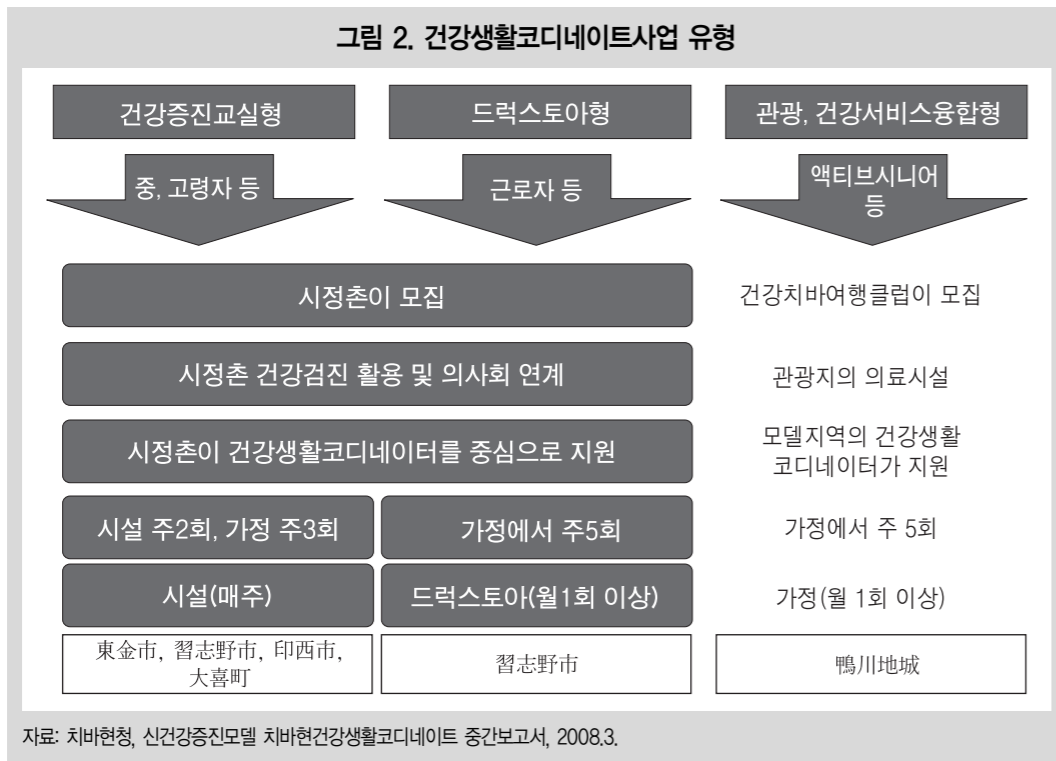 그림 2. 건강생활코디네이트사업 유형
건강증진교실형
드럭스토아형
관광, 건강서비스융합형
중, 고령자 등
근로자 등
액티브시니어
등
시정촌이 모집
건강치바여행클럽이 모집
시정촌 건강검진 활용 및 의사회 연계
관광지의 의료시설
시정촌이 건강생활코디네이터를 중심으로 지원
모델지역의 건강생활
코디네이터가 지원
시설 주2회, 가정 주3회
가정에서 주5회
가정에서 주 5회
시설(매주)
드럭스토아(월1회 이상)
가정(월 1회 이상)
東金市, 習志野市, 印西市,
大喜町
習志野市
鴨川地城
자료: 치바현청, 신건강증진모델 치바현건강생활코디네이트 중간보고서, 2008.3.